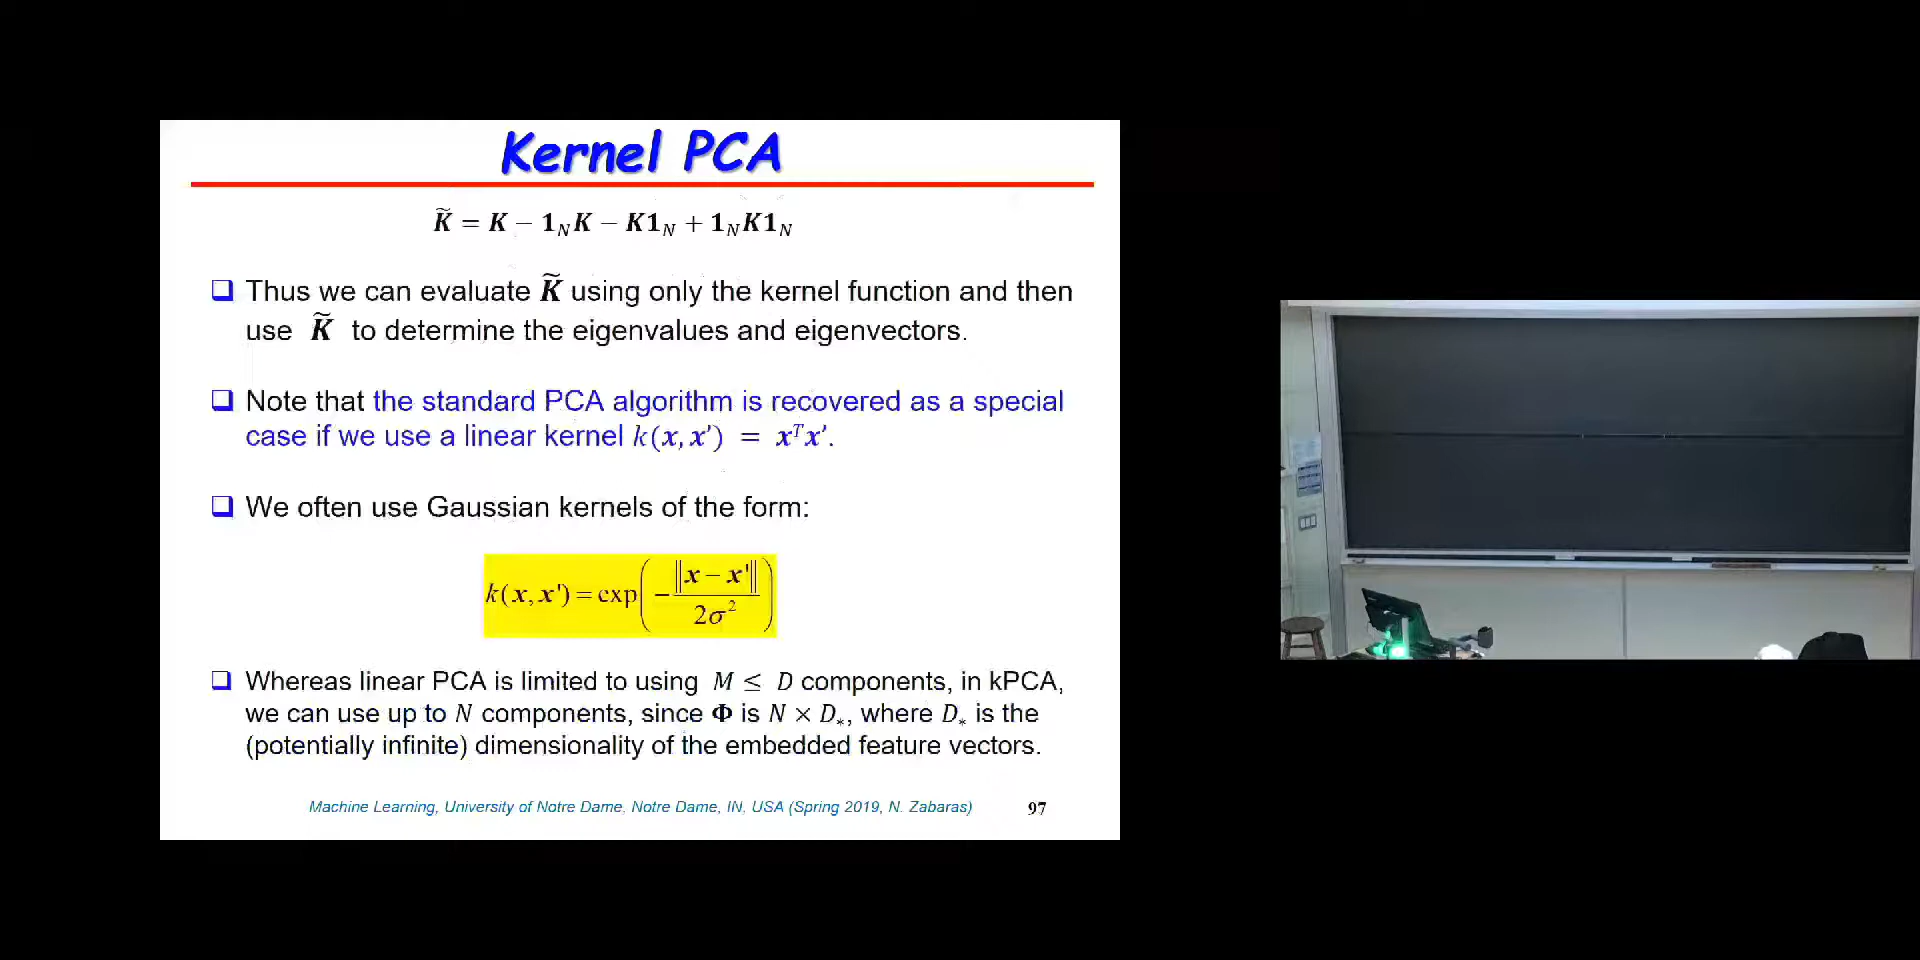 Kernel PCA
K̃ = K − 1_N K − K1_N + 1_N K1_N
❑ Thus we can evaluate K̃ using only the kernel function and then
use K̃ to determine the eigenvalues and eigenvectors.
❑ Note that the standard PCA algorithm is recovered as a special
case if we use a linear kernel k(x, x') = xᵀx'.
❑ We often use Gaussian kernels of the form:
k(x, x') = exp(−‖x − x'‖ / 2σ²)
❑ Whereas linear PCA is limited to using M ≤ D components, in kPCA,
we can use up to N components, since Φ is N × D_*, where D_* is the
(potentially infinite) dimensionality of the embedded feature vectors.
Machine Learning, University of Notre Dame, Notre Dame, IN, USA (Spring 2019, N. Zabaras)
97